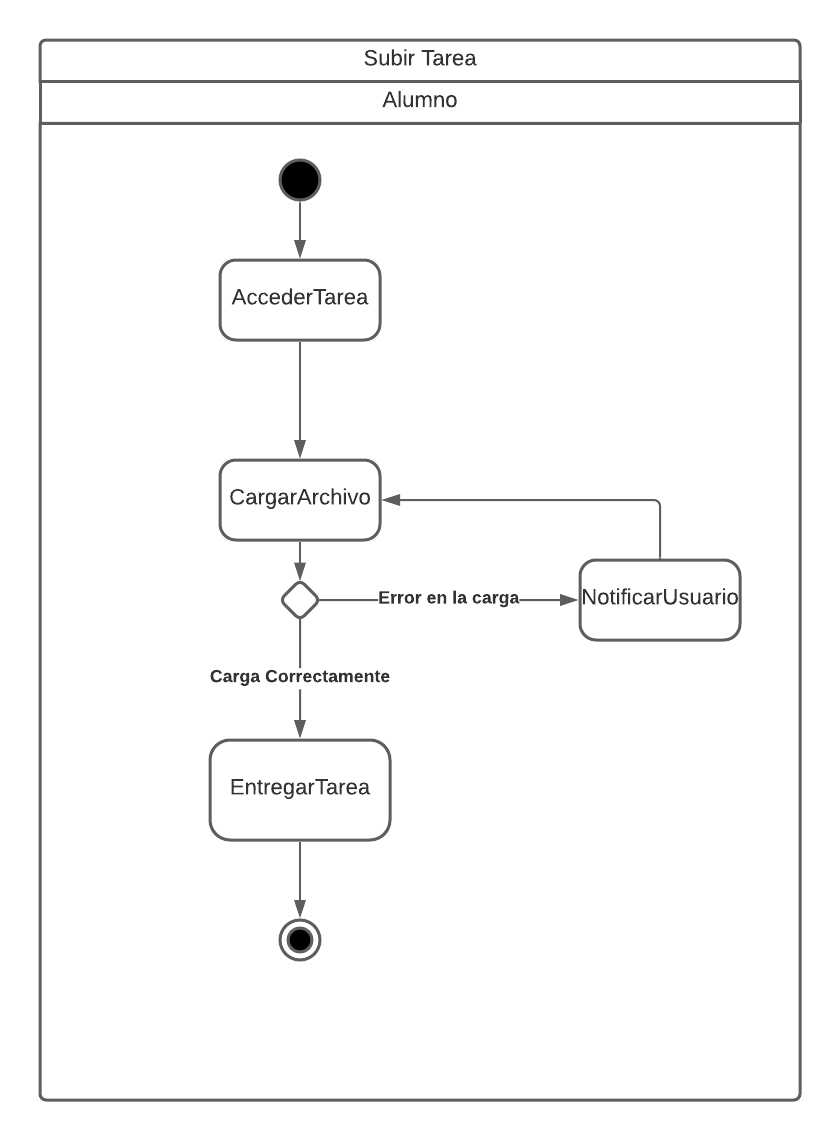 Subir Tarea
Alumno
AccederTarea
CargarArchivo
Error en la carga
NotificarUsuario
Carga Correctamente
EntregarTarea